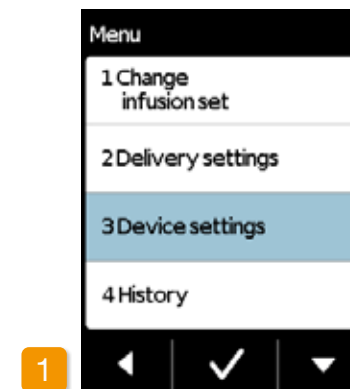 Menu
1 Change
infusion set
2 Delivery settings
3 Device settings
4 History
1